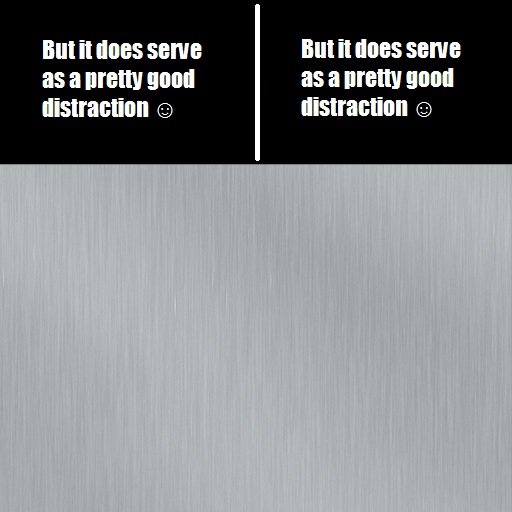 But it does serve
as a pretty good
distraction ☺
But it does serve
as a pretty good
distraction ☺